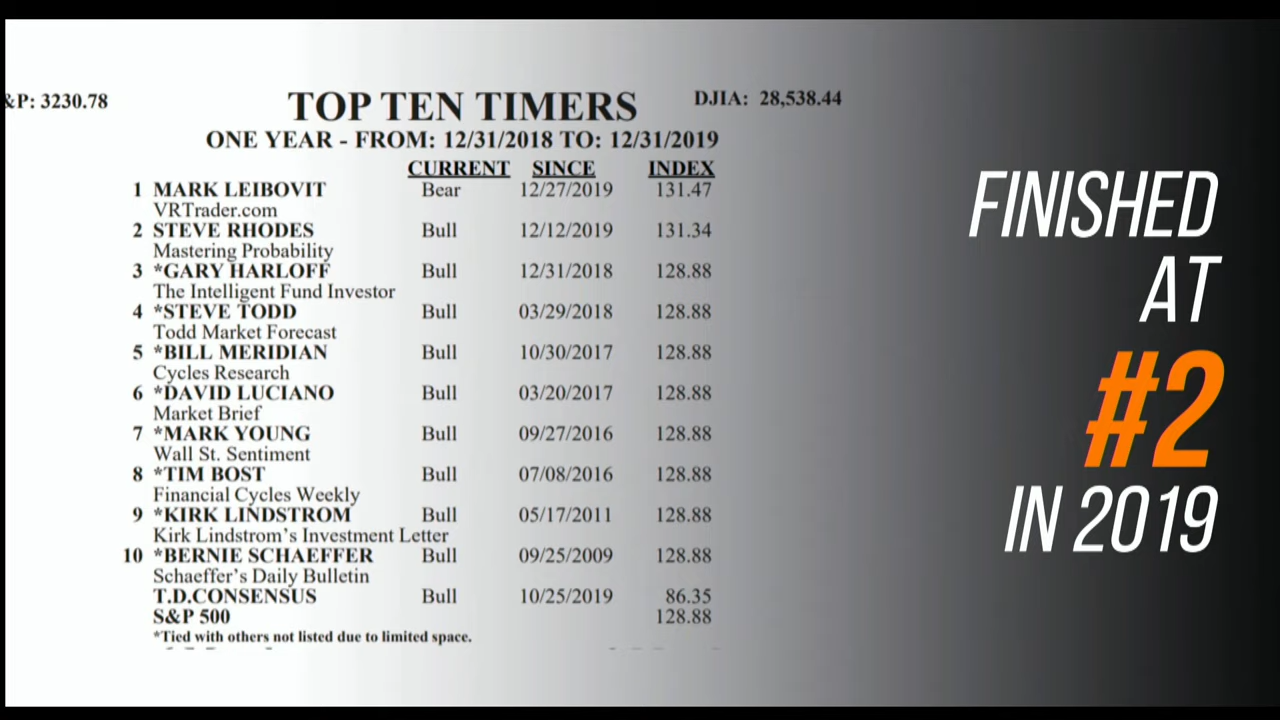 &P: 3230.78
TOP TEN TIMERS
DJIA: 28,538.44
ONE YEAR - FROM: 12/31/2018 TO: 12/31/2019
CURRENT SINCE INDEX
1 MARK LEIBOVIT Bear 12/27/2019 131.47
VRTrader.com
2 STEVE RHODES Bull 12/12/2019 131.34
Mastering Probability
3 *GARY HARLOFF Bull 12/31/2018 128.88
The Intelligent Fund Investor
4 *STEVE TODD Bull 03/29/2018 128.88
Todd Market Forecast
5 *BILL MERIDIAN Bull 10/30/2017 128.88
Cycles Research
6 *DAVID LUCIANO Bull 03/20/2017 128.88
Market Brief
7 *MARK YOUNG Bull 09/27/2016 128.88
Wall St. Sentiment
8 *TIM BOST Bull 07/08/2016 128.88
Financial Cycles Weekly
9 *KIRK LINDSTROM Bull 05/17/2011 128.88
Kirk Lindstrom's Investment Letter
10 *BERNIE SCHAEFFER Bull 09/25/2009 128.88
Schaeffer's Daily Bulletin
T.D.CONSENSUS Bull 10/25/2019 86.35
S&P 500 128.88
*Tied with others not listed due to limited space.
FINISHED
AT
#2
IN 2019